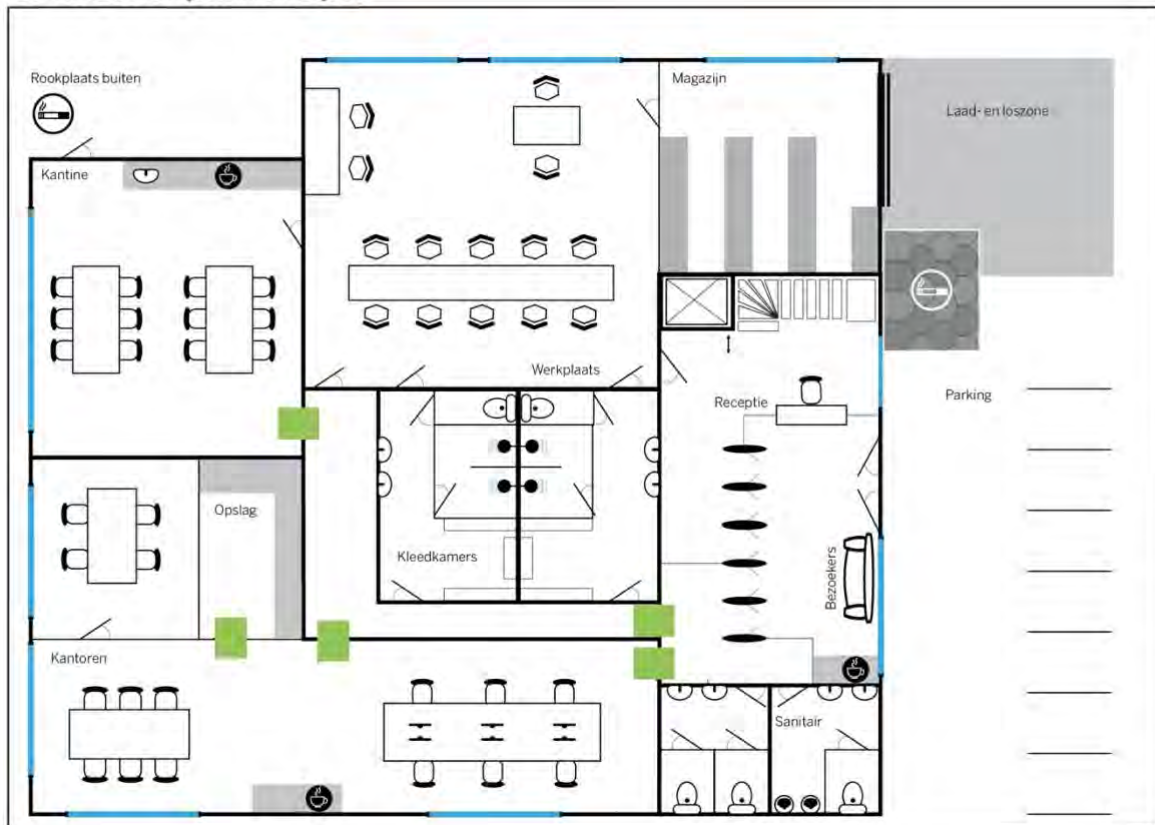 Rookplaats buiten
Magazijn
Laad- en loszone
Kantine
Werkplaats
Receptie
Parking
Opslag
Kleedkamers
Bezoekers
Kantoren
Sanitair